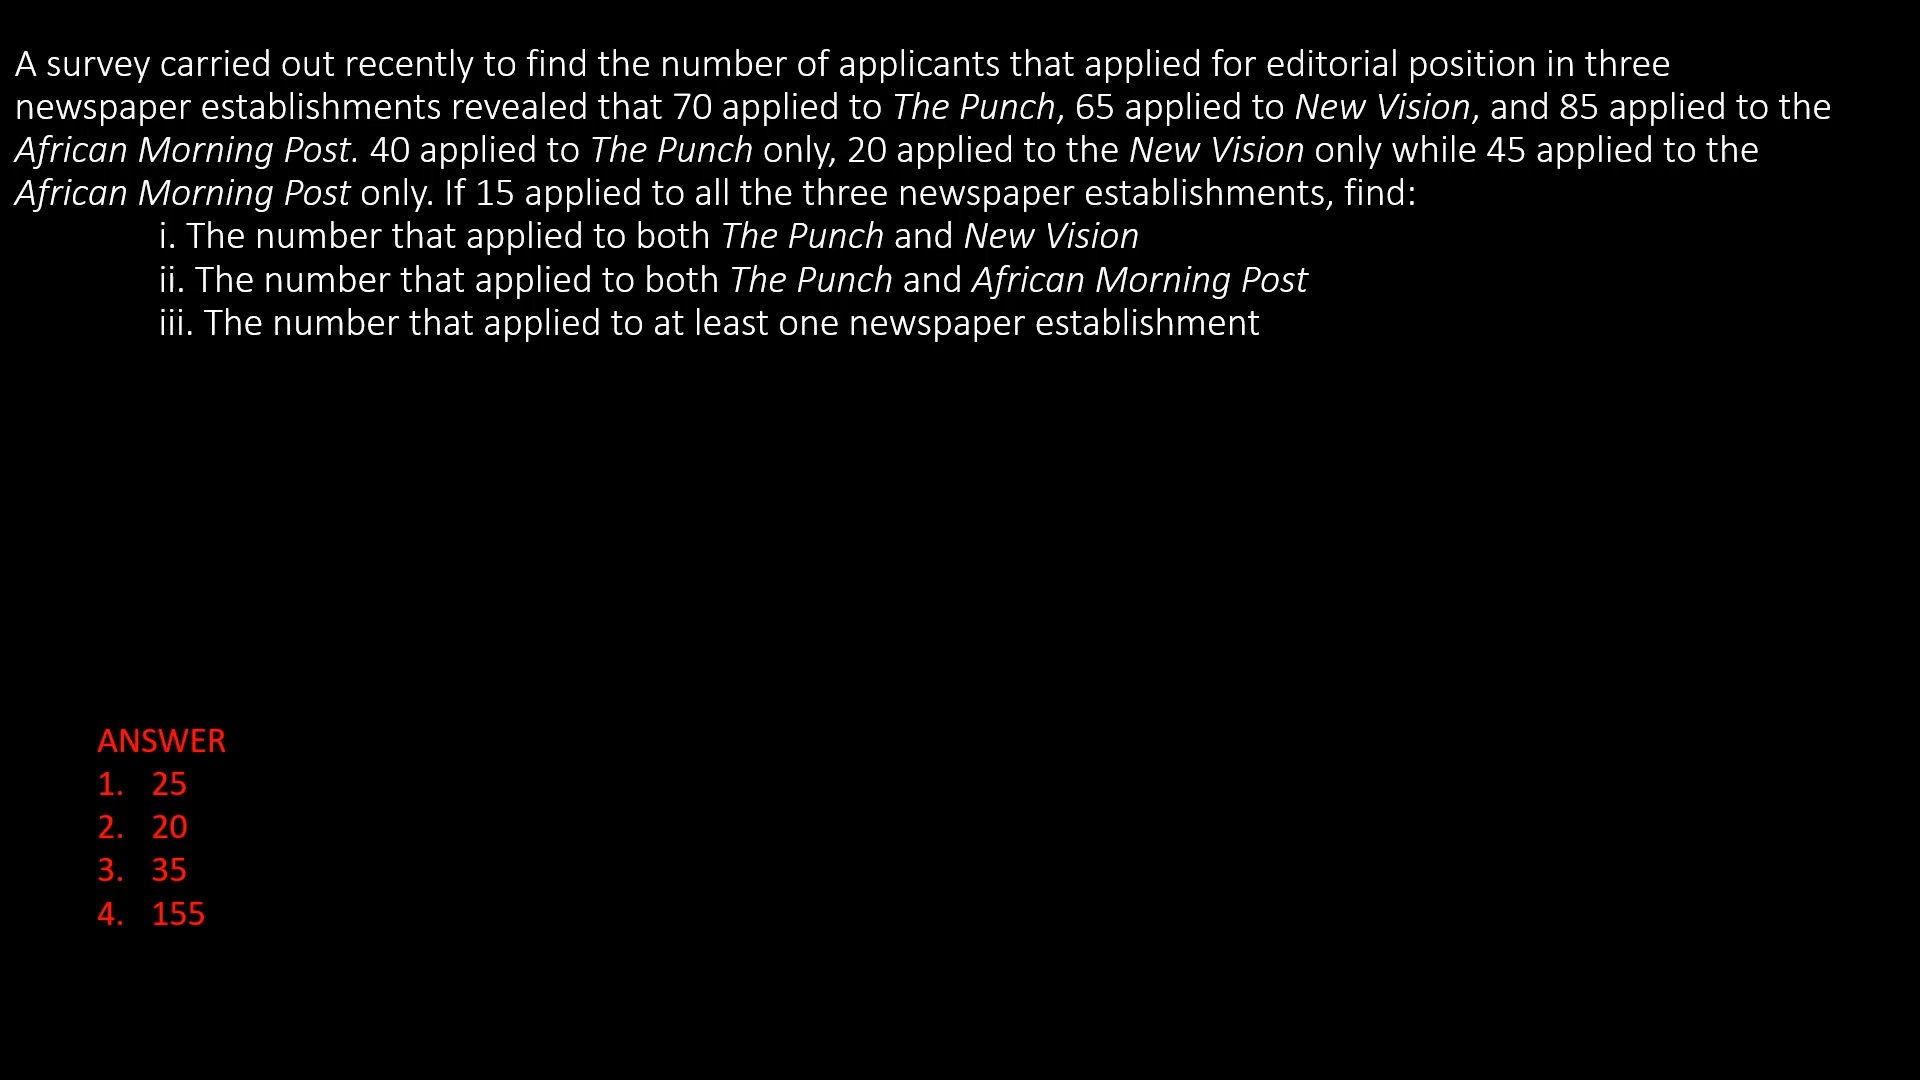 A survey carried out recently to find the number of applicants that applied for editorial position in three
newspaper establishments revealed that 70 applied to The Punch, 65 applied to New Vision, and 85 applied to the
African Morning Post. 40 applied to The Punch only, 20 applied to the New Vision only while 45 applied to the
African Morning Post only. If 15 applied to all the three newspaper establishments, find:
i. The number that applied to both The Punch and New Vision
ii. The number that applied to both The Punch and African Morning Post
iii. The number that applied to at least one newspaper establishment
ANSWER
1. 25
2. 20
3. 35
4. 155